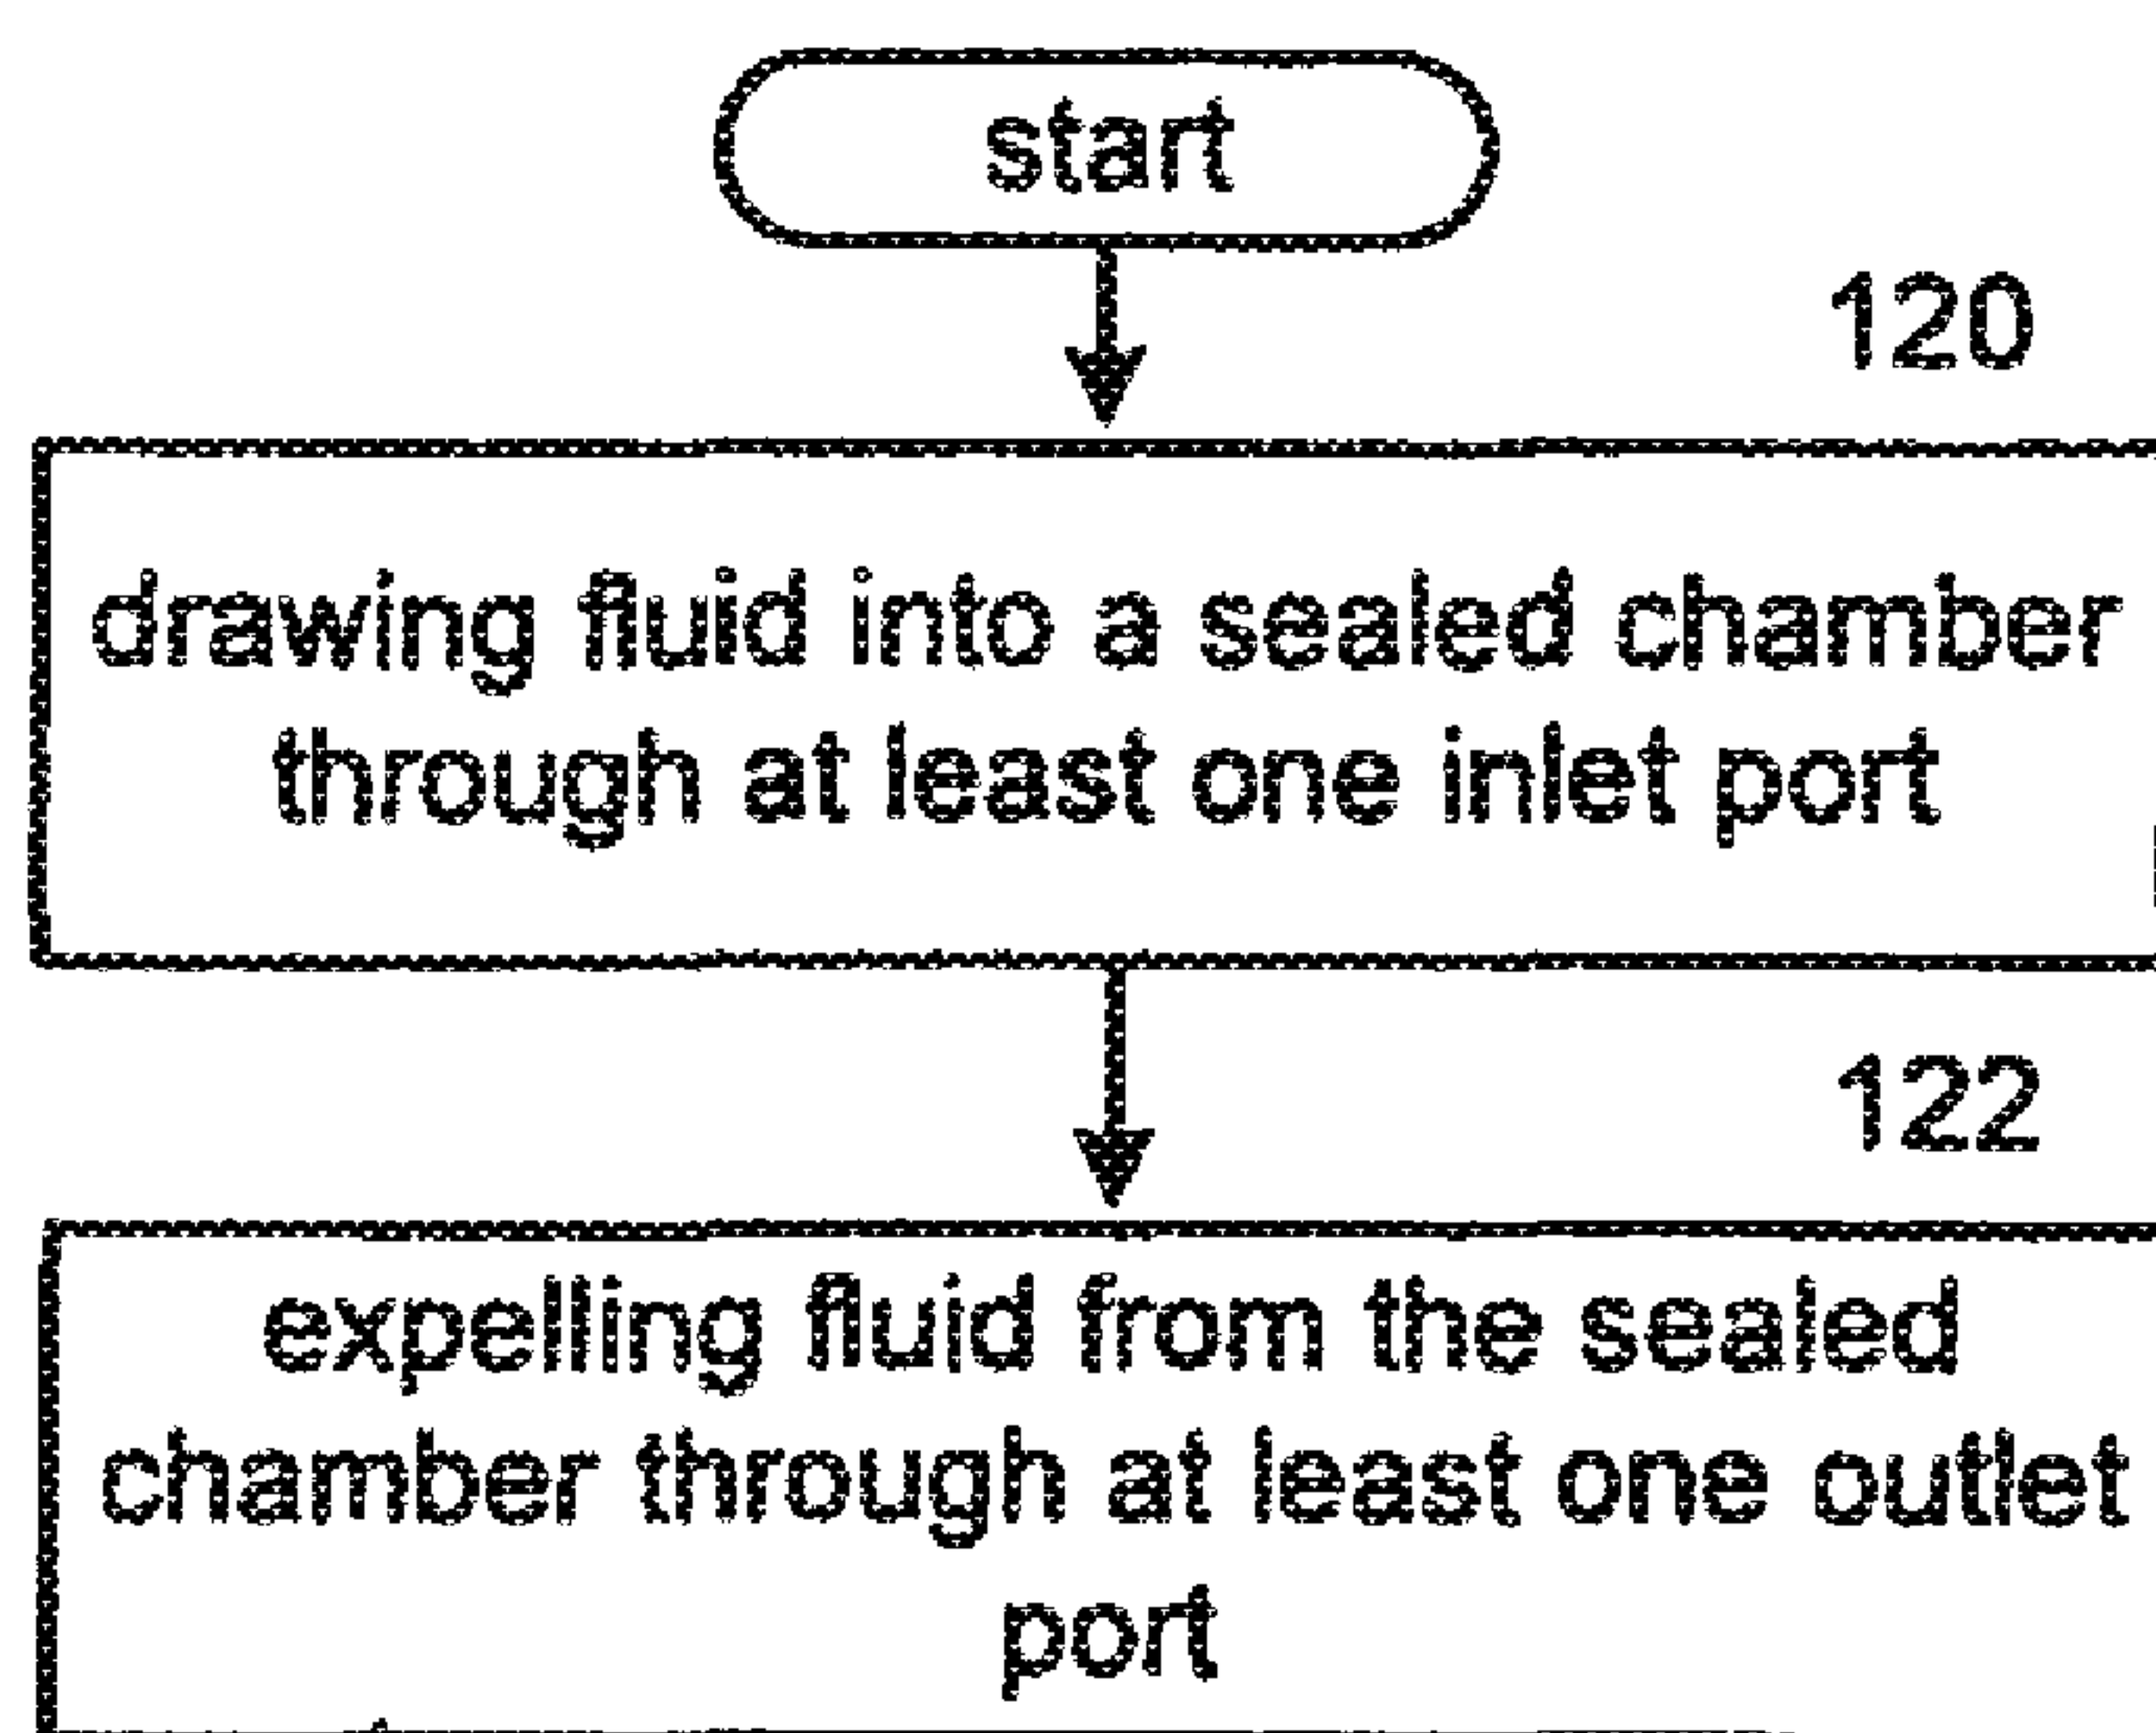 start
120
drawing fluid into a sealed chamber
through at least one inlet port
122
expelling fluid from the sealed
chamber through at least one outlet
port